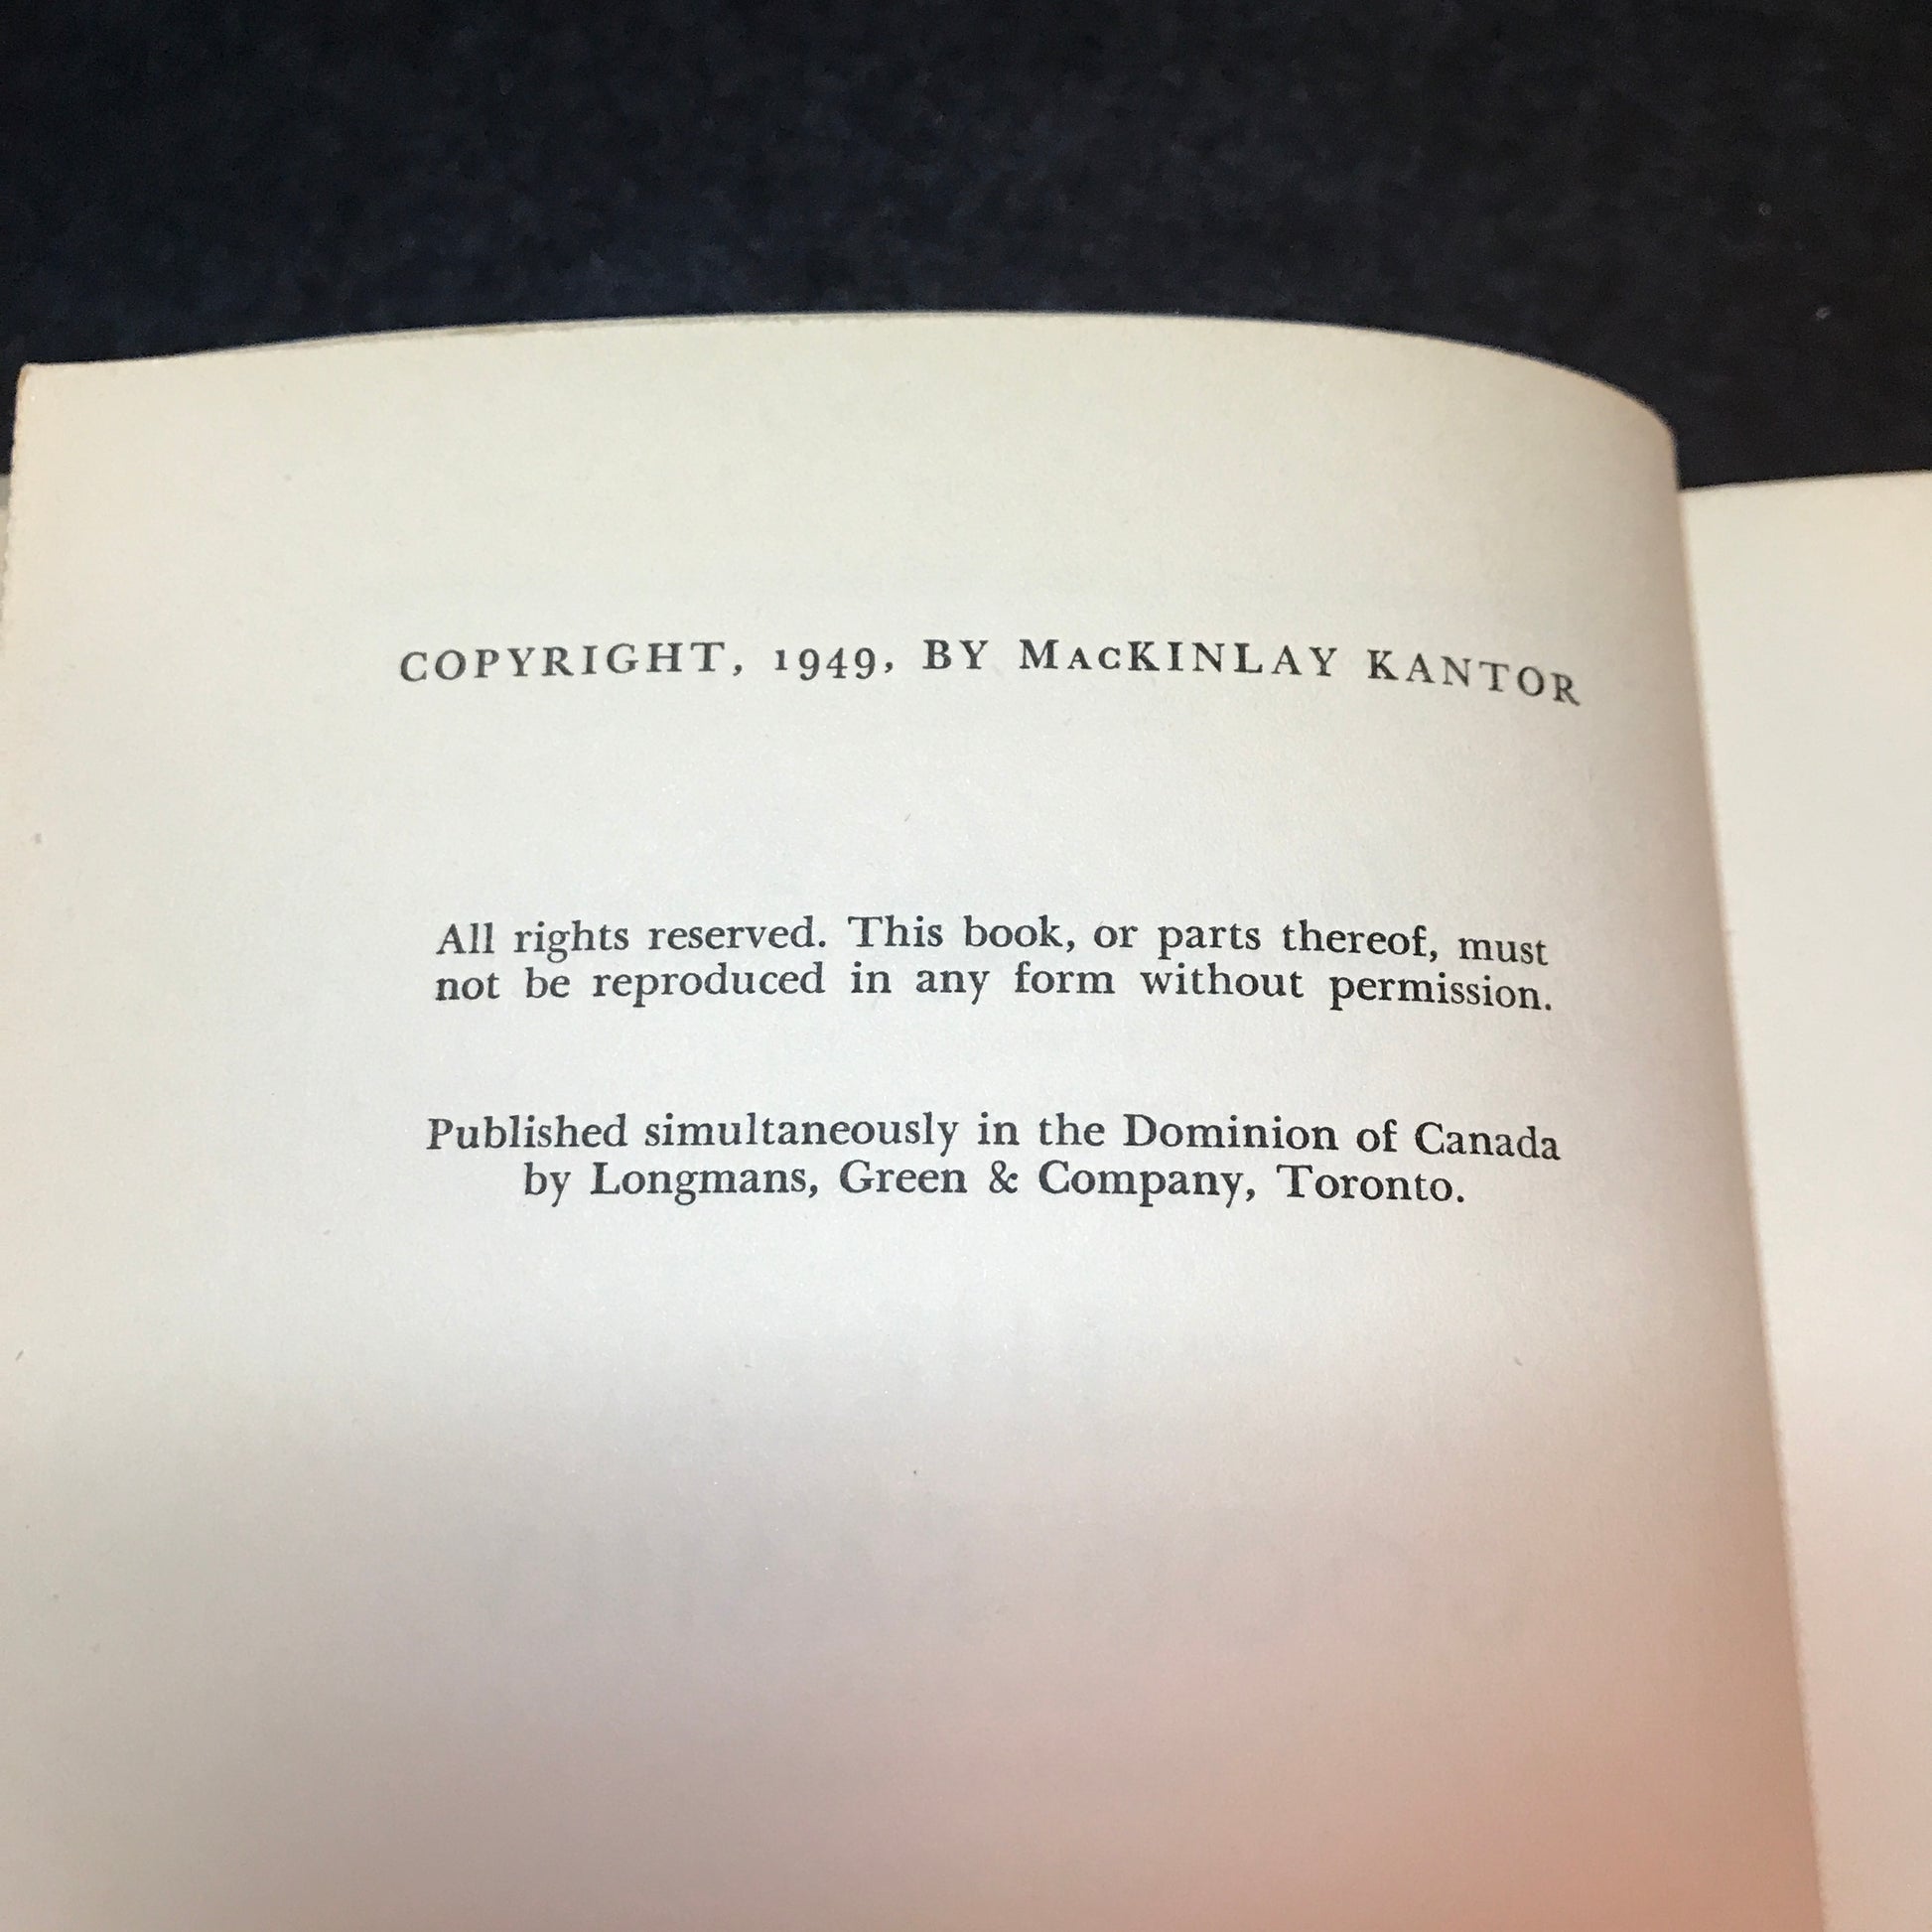 COPYRIGHT, 1949, BY MacKINLAY KANTOR
All rights reserved. This book, or parts thereof, must
not be reproduced in any form without permission.
Published simultaneously in the Dominion of Canada
by Longmans, Green & Company, Toronto.